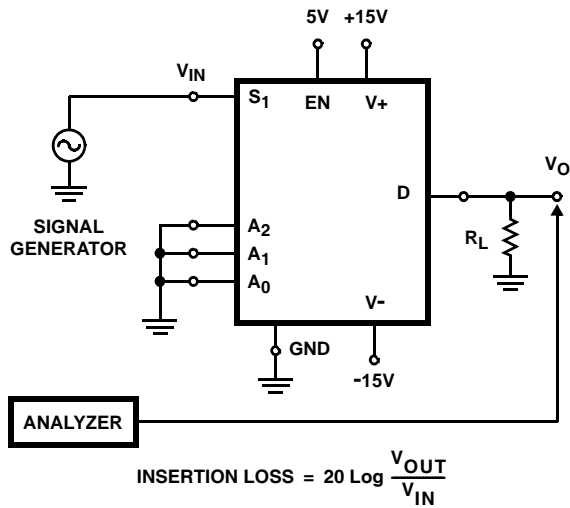 5V +15V
V_IN
S_1 EN V+
SIGNAL
GENERATOR
D
V_O
R_L
A_2
A_1
A_0
V-
GND
-15V
ANALYZER
INSERTION LOSS = 20 Log V_OUT / V_IN